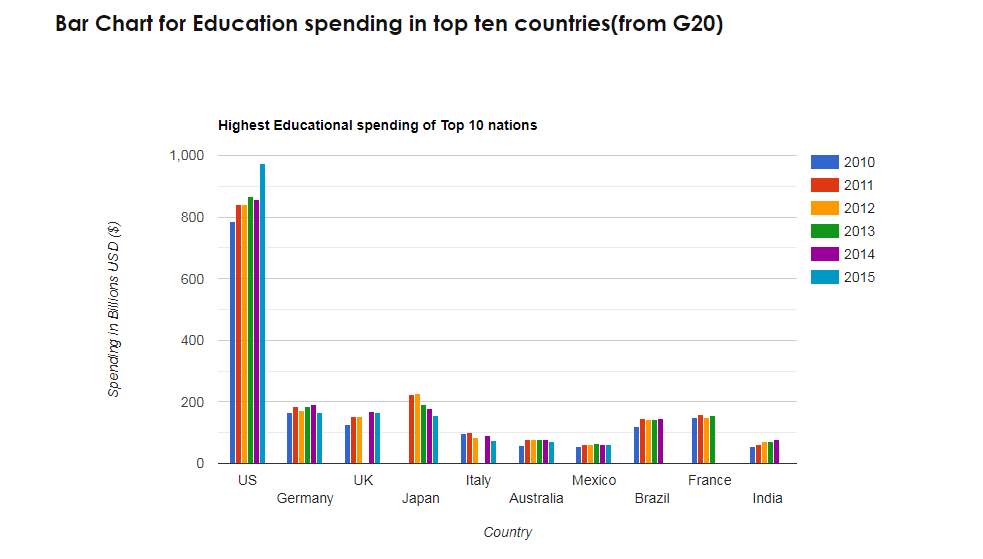 Bar Chart for Education spending in top ten countries(from G20)
Highest Educational spending of Top 10 nations
1,000
800
600
400
200
0
Spending in Billions USD ($)
2010
2011
2012
2013
2014
2015
US
Germany
UK
Japan
Italy
Australia
Mexico
Brazil
France
India
Country